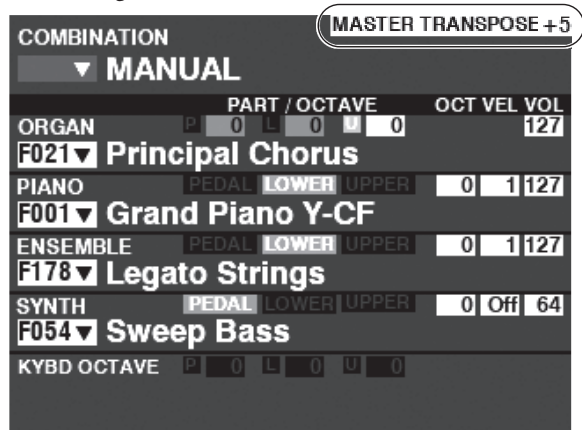 MASTER TRANSPOSE +5
COMBINATION
▼ MANUAL
PART / OCTAVE OCT VEL VOL
ORGAN P 0 L 0 U 0 127
F021▼ Principal Chorus
PIANO PEDAL LOWER UPPER 0 1 127
F001▼ Grand Piano Y-CF
ENSEMBLE PEDAL LOWER UPPER 0 1 127
F178▼ Legato Strings
SYNTH PEDAL LOWER UPPER 0 Off 64
F054▼ Sweep Bass
KYBD OCTAVE P 0 L 0 U 0